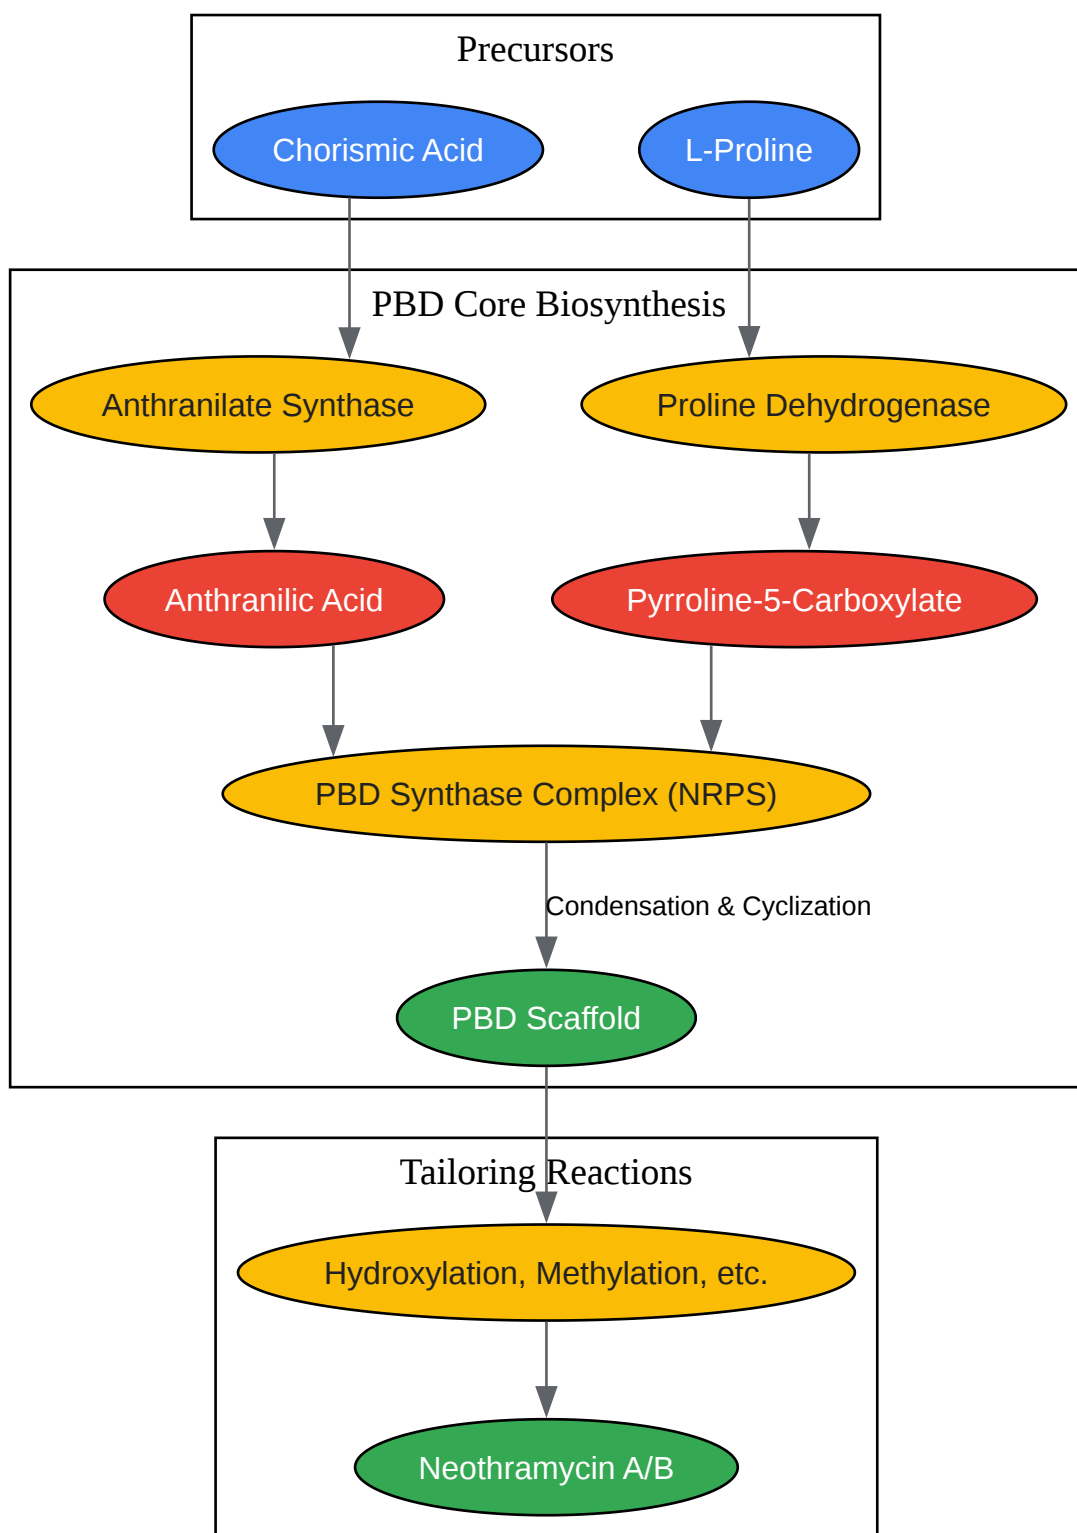 Precursors
Chorismic Acid
L-Proline
PBD Core Biosynthesis
Anthranilate Synthase
Proline Dehydrogenase
Anthranilic Acid
Pyrroline-5-Carboxylate
PBD Synthase Complex (NRPS)
Condensation & Cyclization
PBD Scaffold
Tailoring Reactions
Hydroxylation, Methylation, etc.
Neothramycin A/B